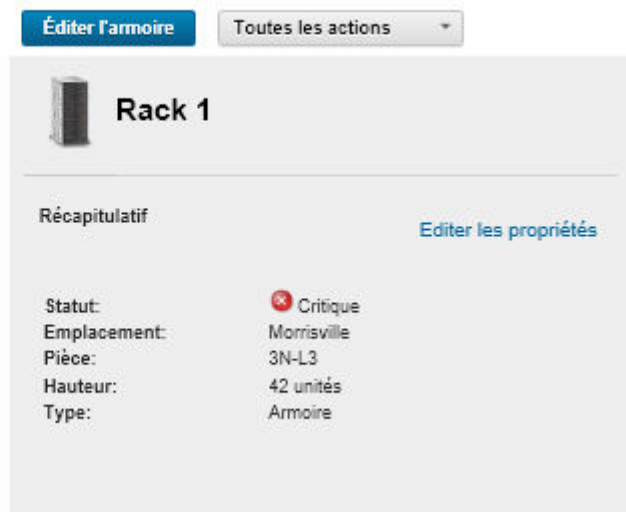 Éditer l'armoire Toutes les actions
Rack 1
Récapitulatif
Editer les propriétés
Statut: Critique
Emplacement: Morrisville
Pièce: 3N-L3
Hauteur: 42 unités
Type: Armoire